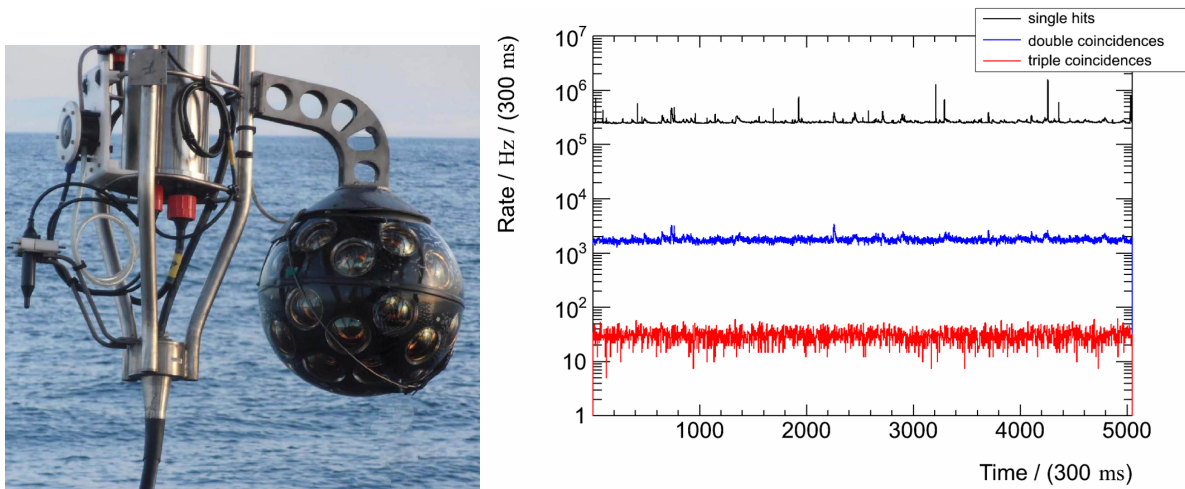 single hits
double coincidences
triple coincidences
Rate / Hz / (300 ms)
10^7
10^6
10^5
10^4
10^3
10^2
10
1
1000
2000
3000
4000
5000
Time / (300 ms)